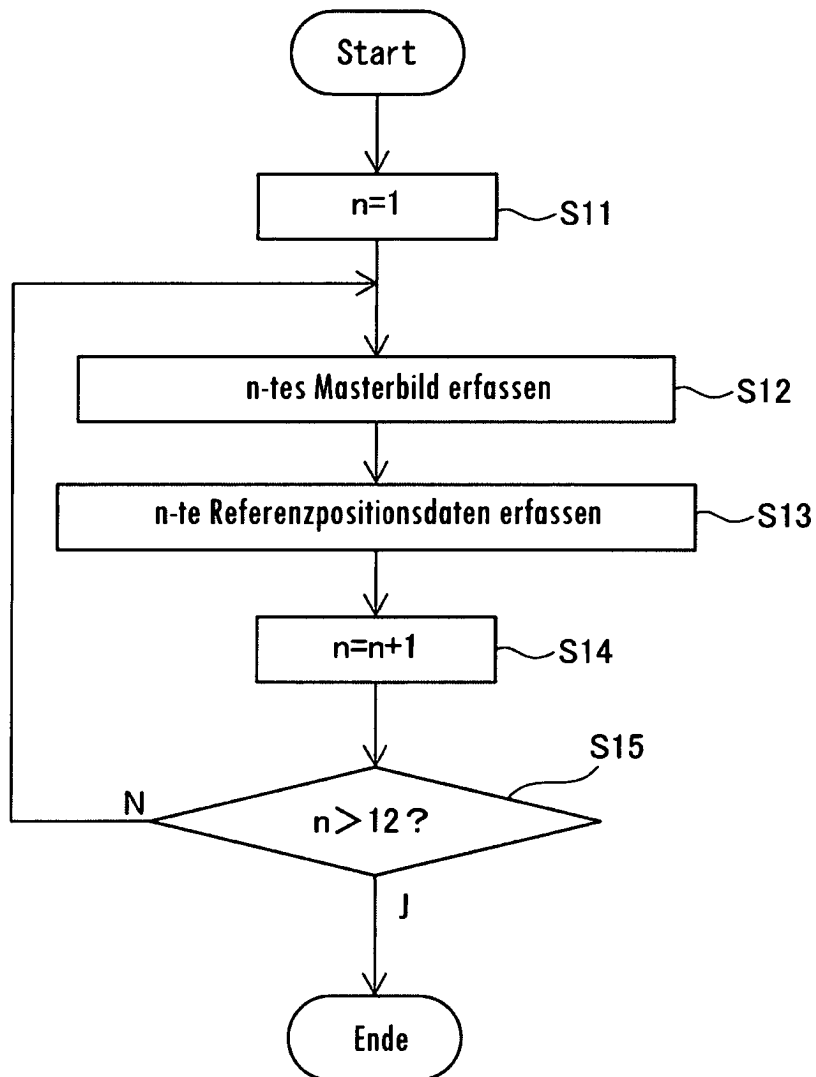 Start
n=1
S11
n-tes Masterbild erfassen
S12
n-te Referenzpositionsdaten erfassen
S13
n=n+1
S14
S15
N
n>12?
J
Ende